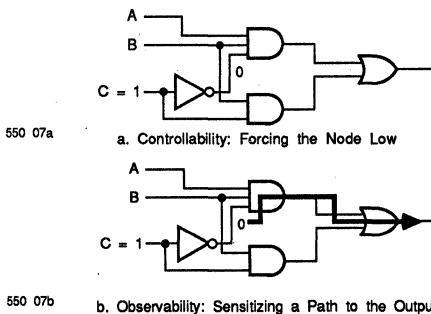 A
B
0
C = 1
550 07a
a. Controllability: Forcing the Node Low
A
B
0
C = 1
550 07b
b. Observability: Sensitizing a Path to the Outpu